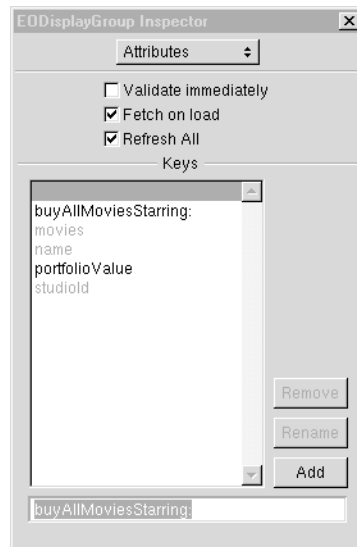 EODisplayGroup Inspector
Attributes
Validate immediately
Fetch on load
Refresh All
Keys
buyAllMoviesStarring:
movies
name
portfolioValue
studioId
Remove
Rename
Add
buyAllMoviesStarring: